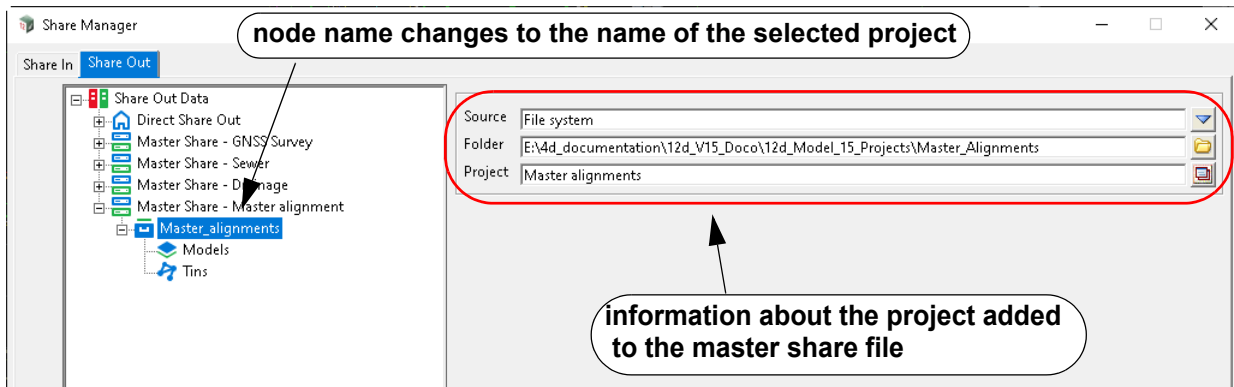 Share Manager
node name changes to the name of the selected project
Share In Share Out
Share Out Data
Direct Share Out
Master Share - GNSS Survey
Master Share - Sewer
Master Share - Drainage
Master Share - Master alignment
Master_alignments
Models
Tins
Source File system
Folder E:\4d_documentation\12d_V15_Doco\12d_Model_15_Projects\Master_Alignments
Project Master alignments
information about the project added
to the master share file